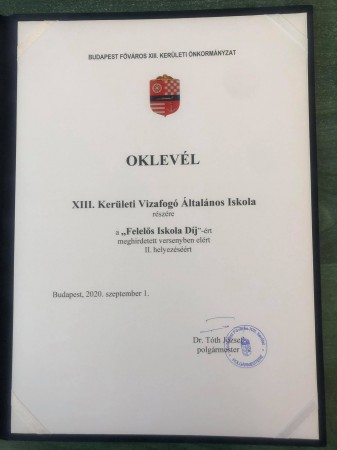 BUDAPEST FŐVÁROS XIII. KERÜLETI ÖNKORMÁNYZAT
OKLEVÉL
XIII. Kerületi Vizafogó Általános Iskola
részére
a „Felelős Iskola Díj"-ért
meghirdetett versenyben elért
II. helyezéséért
Budapest, 2020. szeptember 1.
Dr. Tóth József
polgármester